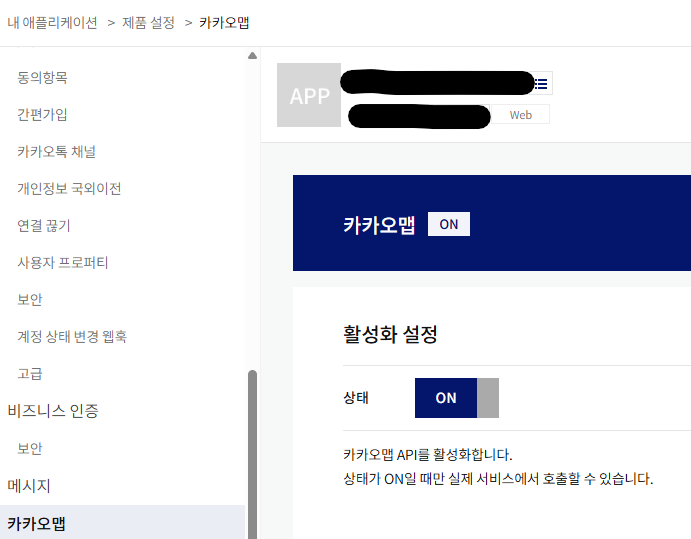 내 애플리케이션 > 제품 설정 > 카카오맵
동의항목
간편가입
카카오톡 채널
개인정보 국외이전
연결 끊기
사용자 프로퍼티
보안
계정 상태 변경 웹훅
고급
비즈니스 인증
보안
메시지
카카오맵
APP
Web
카카오맵 ON
활성화 설정
상태 ON
카카오맵 API를 활성화합니다.
상태가 ON일 때만 실제 서비스에서 호출할 수 있습니다.